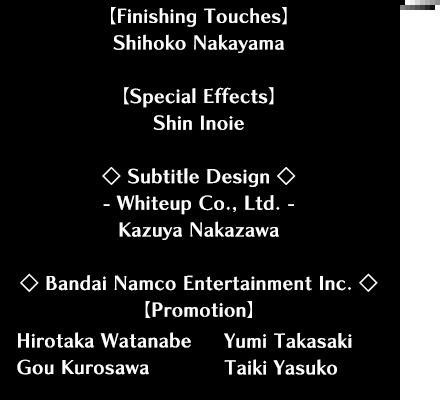 【Finishing Touches】
Shihoko Nakayama
【Special Effects】
Shin Inoie
◇ Subtitle Design ◇
- Whiteup Co., Ltd. -
Kazuya Nakazawa
◇ Bandai Namco Entertainment Inc. ◇
【Promotion】
Hirotaka Watanabe Yumi Takasaki
Gou Kurosawa Taiki Yasuko